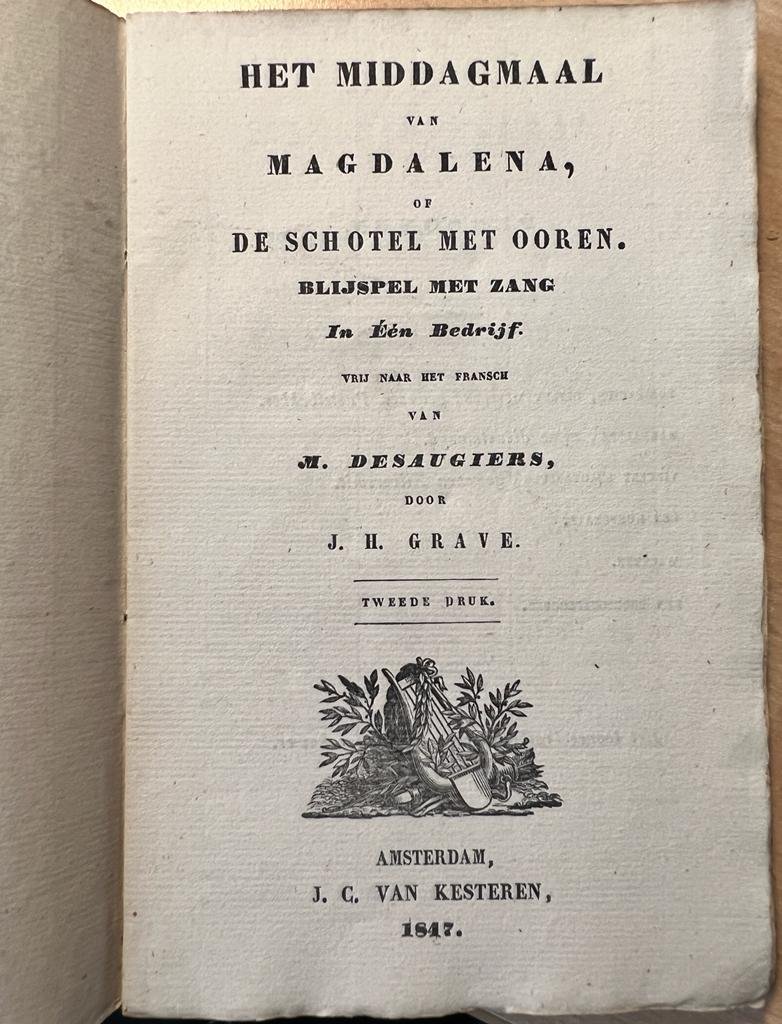 HET MIDDAGMAAL
VAN
MAGDALENA,
OF
DE SCHOTEL MET OOREN.
BLIJSPEL MET ZANG
In Één Bedrijf.
VRIJ NAAR HET FRANSCH
VAN
M. DESAUGIERS,
DOOR
J. H. GRAVE.
TWEEDE DRUK.
AMSTERDAM,
J. C. VAN KESTEREN,
1847.